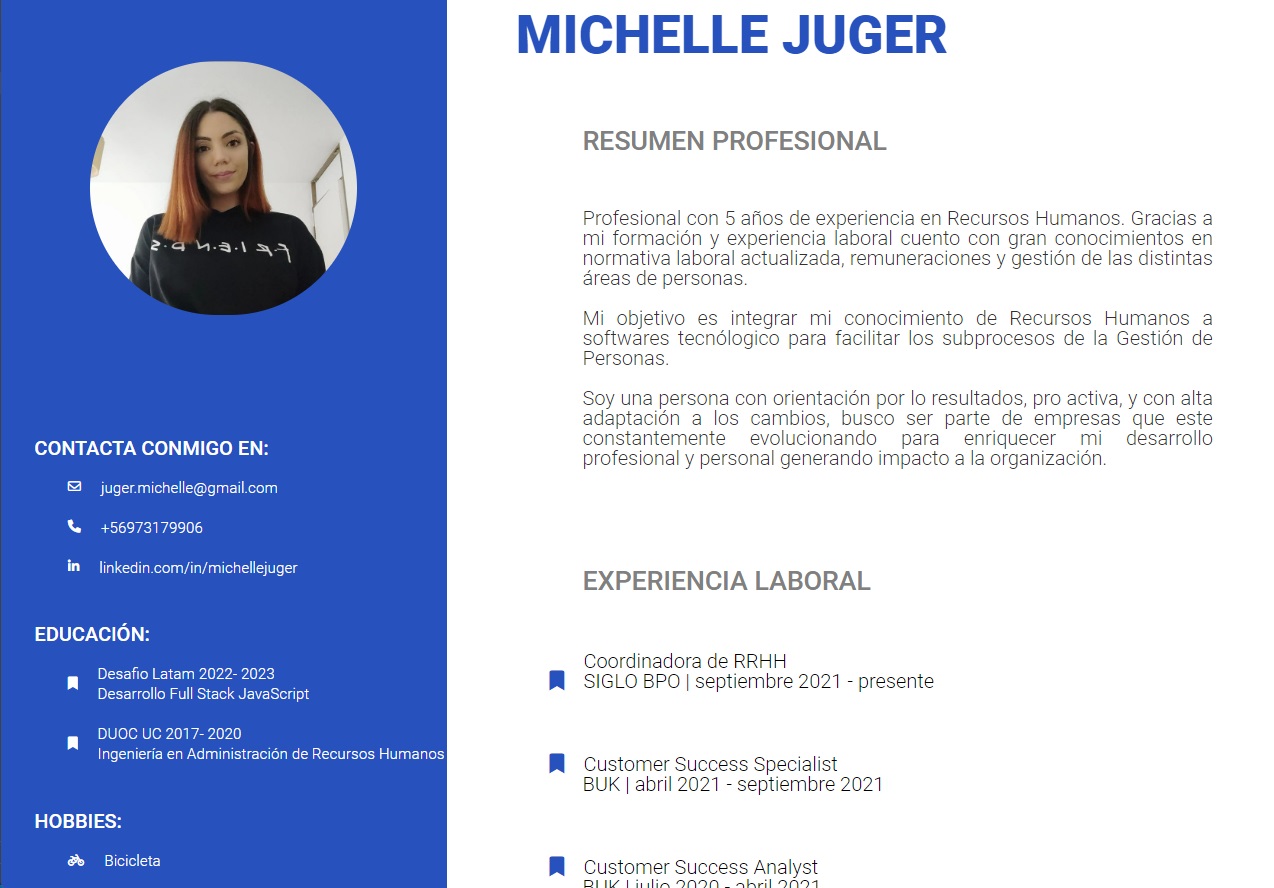 MICHELLE JUGER
F·R·I·E·N·D·S
CONTACTA CONMIGO EN:
juger.michelle@gmail.com
+56973179906
linkedin.com/in/michellejuger
EDUCACIÓN:
Desafio Latam 2022- 2023
Desarrollo Full Stack JavaScript
DUOC UC 2017- 2020
Ingeniería en Administración de Recursos Humanos
HOBBIES:
Bicicleta
RESUMEN PROFESIONAL
Profesional con 5 años de experiencia en Recursos Humanos. Gracias a
mi formación y experiencia laboral cuento con gran conocimientos en
normativa laboral actualizada, remuneraciones y gestión de las distintas
áreas de personas.
Mi objetivo es integrar mi conocimiento de Recursos Humanos a
softwares tecnólogico para facilitar los subprocesos de la Gestión de
Personas.
Soy una persona con orientación por lo resultados, pro activa, y con alta
adaptación a los cambios, busco ser parte de empresas que este
constantemente evolucionando para enriquecer mi desarrollo
profesional y personal generando impacto a la organización.
EXPERIENCIA LABORAL
Coordinadora de RRHH
SIGLO BPO | septiembre 2021 - presente
Customer Success Specialist
BUK | abril 2021 - septiembre 2021
Customer Success Analyst
BUK | julio 2020 - abril 2021